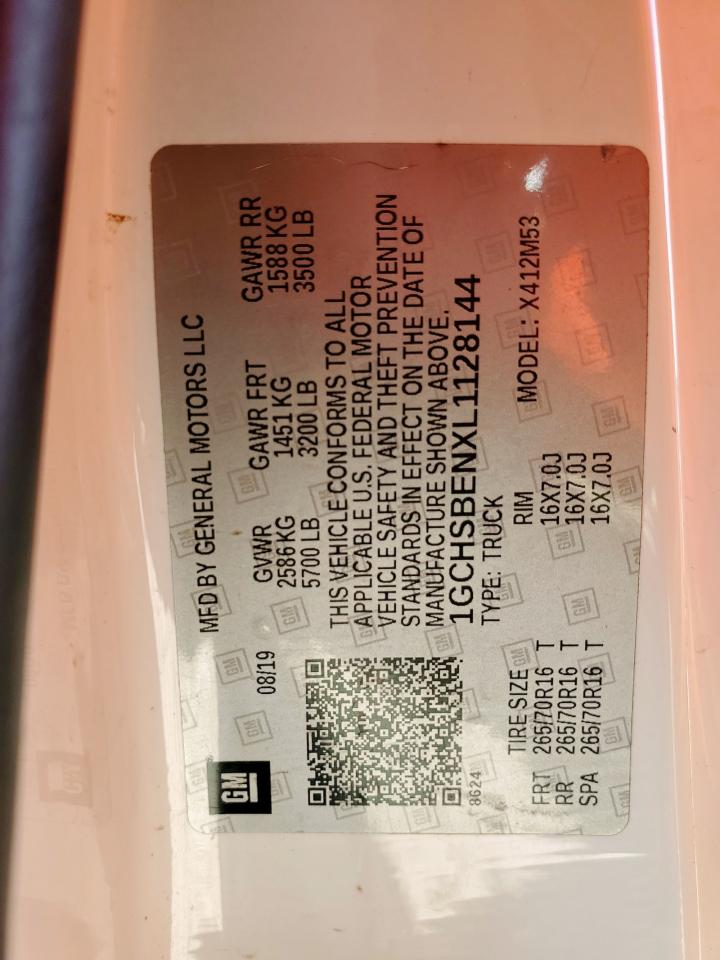 GM
MFD BY GENERAL MOTORS LLC
08/19
GVWR GAWR FRT GAWR RR
2586 KG 1451 KG 1588 KG
5700 LB 3200 LB 3500 LB
THIS VEHICLE CONFORMS TO ALL
APPLICABLE U.S. FEDERAL MOTOR
VEHICLE SAFETY AND THEFT PREVENTION
STANDARDS IN EFFECT ON THE DATE OF
MANUFACTURE SHOWN ABOVE.
1GCHSBENXL1128144
8624
TYPE: TRUCK
TIRE SIZE RIM MODEL: X412M53
FRT 265/70R16 T 16X7.0J
RR 265/70R16 T 16X7.0J
SPA 265/70R16 T 16X7.0J